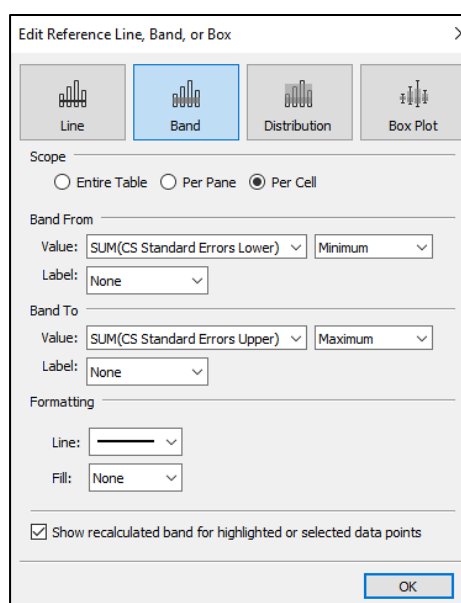 Edit Reference Line, Band, or Box
Line Band Distribution Box Plot
Scope
Entire Table Per Pane Per Cell
Band From
Value: SUM(CS Standard Errors Lower) Minimum
Label: None
Band To
Value: SUM(CS Standard Errors Upper) Maximum
Label: None
Formatting
Line:
Fill: None
Show recalculated band for highlighted or selected data points
OK